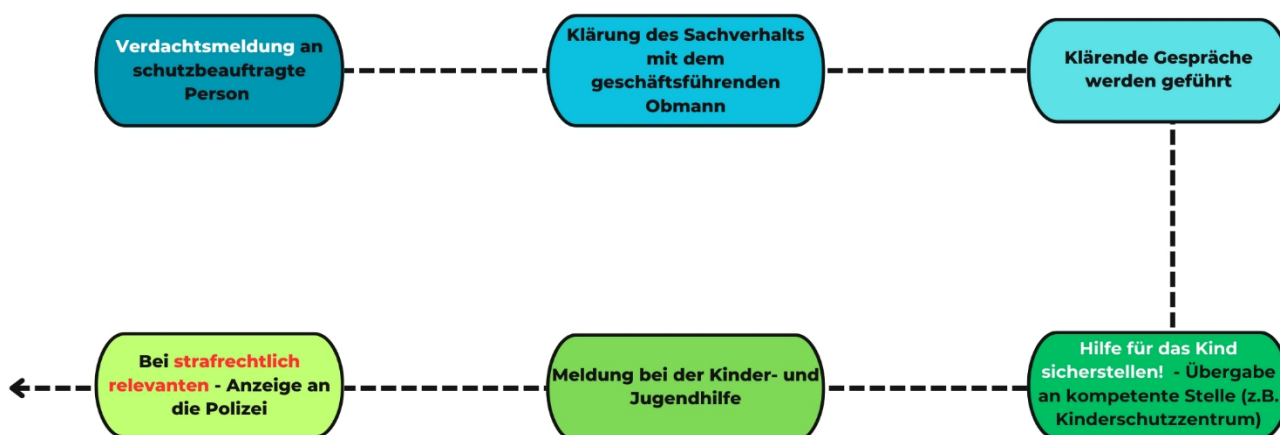 Verdachtsmeldung an
schutzbeauftragte
Person
Klärung des Sachverhalts
mit dem
geschäftsführenden
Obmann
Klärende Gespräche
werden geführt
Hilfe für das Kind
sicherstellen! - Übergabe
an kompetente Stelle (z.B.
Kinderschutzzentrum)
Meldung bei der Kinder- und
Jugendhilfe
Bei strafrechtlich
relevanten - Anzeige an
die Polizei